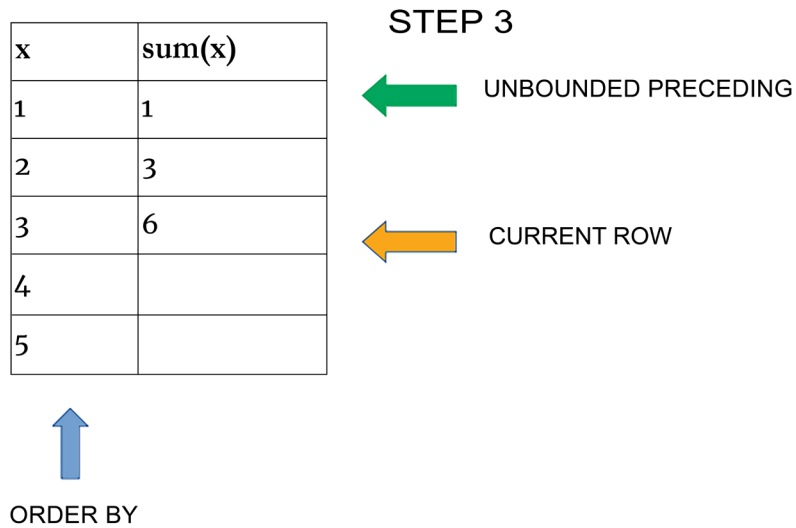 STEP 3
x sum(x)
1 1
2 3
3 6
4
5
UNBOUNDED PRECEDING
CURRENT ROW
ORDER BY